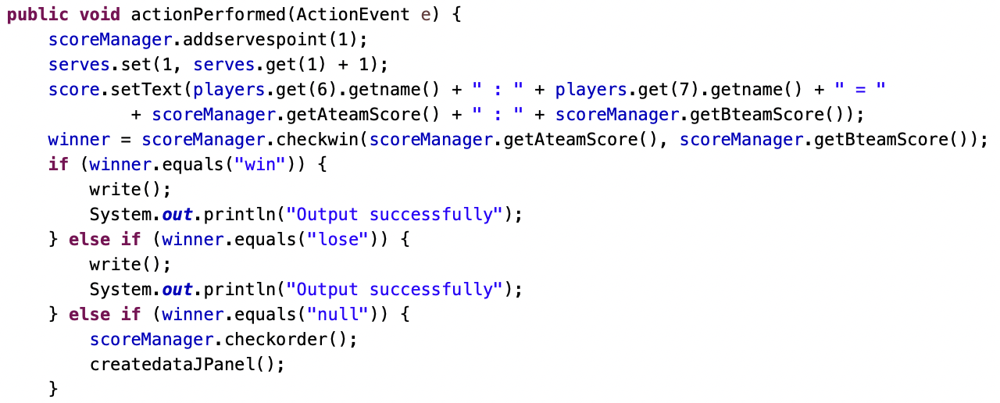 public void actionPerformed(ActionEvent e) {
    scoreManager.addservespoint(1);
    serves.set(1, serves.get(1) + 1);
    score.setText(players.get(6).getname() + " : " + players.get(7).getname() + " = "
            + scoreManager.getAteamScore() + " : " + scoreManager.getBteamScore());
    winner = scoreManager.checkwin(scoreManager.getAteamScore(), scoreManager.getBteamScore());
    if (winner.equals("win")) {
        write();
        System.out.println("Output successfully");
    } else if (winner.equals("lose")) {
        write();
        System.out.println("Output successfully");
    } else if (winner.equals("null")) {
        scoreManager.checkorder();
        createdataJPanel();
    }